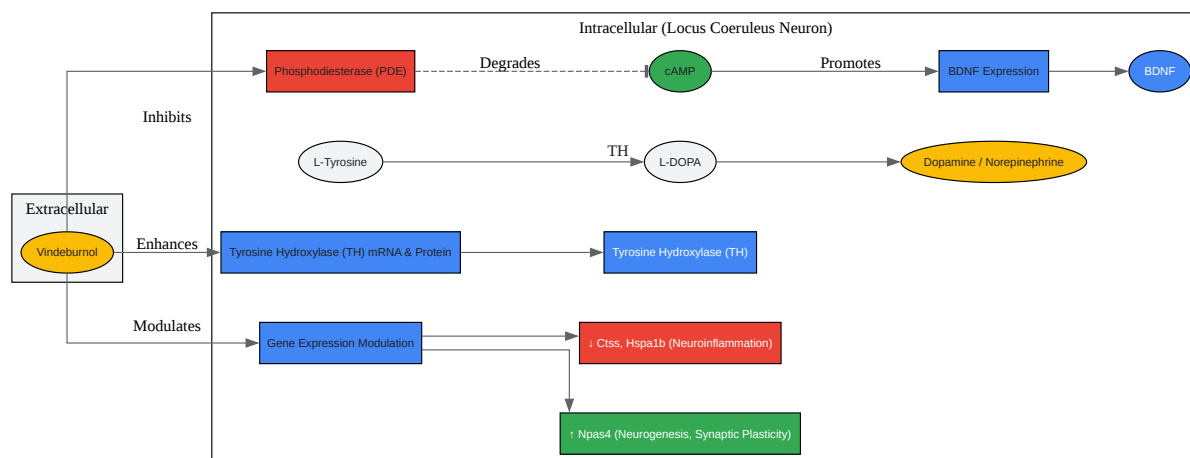 Intracellular (Locus Coeruleus Neuron)
Phosphodiesterase (PDE)
Degrades
cAMP
Promotes
BDNF Expression
BDNF
Inhibits
L-Tyrosine
TH
L-DOPA
Dopamine / Norepinephrine
Extracellular
Vindeburnol
Enhances
Tyrosine Hydroxylase (TH) mRNA & Protein
Tyrosine Hydroxylase (TH)
Modulates
Gene Expression Modulation
↓ Ctss, Hspa1b (Neuroinflammation)
↑ Npas4 (Neurogenesis, Synaptic Plasticity)